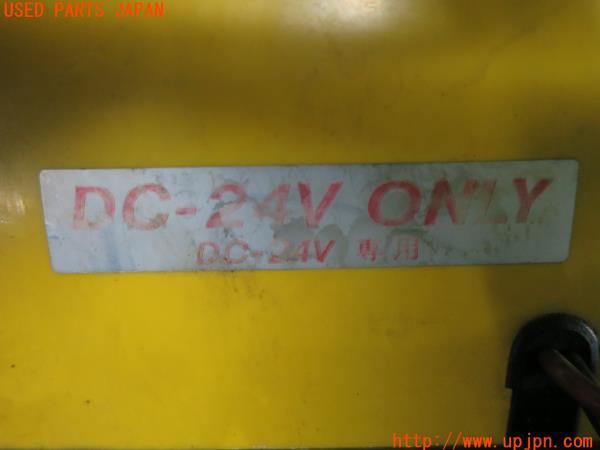 USED PARTS JAPAN
DC-24V ONLY
DC-24V 専用
http://www.upjpn.com/